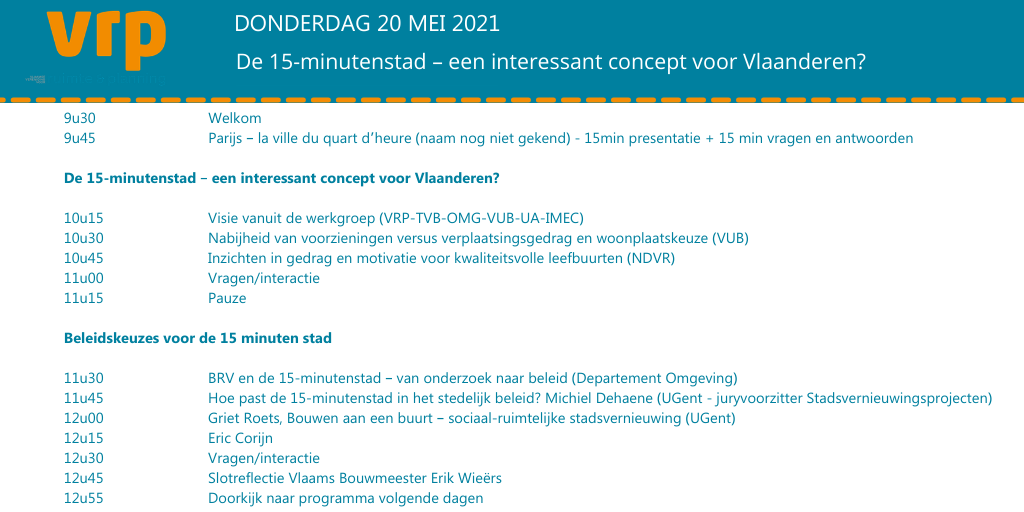 vrp
DONDERDAG 20 MEI 2021
De 15-minutenstad – een interessant concept voor Vlaanderen?
9u30 Welkom
9u45 Parijs – la ville du quart d’heure (naam nog niet gekend) - 15min presentatie + 15 min vragen en antwoorden
De 15-minutenstad – een interessant concept voor Vlaanderen?
10u15 Visie vanuit de werkgroep (VRP-TVB-OMG-VUB-UA-IMEC)
10u30 Nabijheid van voorzieningen versus verplaatsingsgedrag en woonplaatskeuze (VUB)
10u45 Inzichten in gedrag en motivatie voor kwaliteitsvolle leefbuurten (NDVR)
11u00 Vragen/interactie
11u15 Pauze
Beleidskeuzes voor de 15 minuten stad
11u30 BRV en de 15-minutenstad – van onderzoek naar beleid (Departement Omgeving)
11u45 Hoe past de 15-minutenstad in het stedelijk beleid? Michiel Dehaene (UGent - juryvoorzitter Stadsvernieuwingsprojecten)
12u00 Griet Roets, Bouwen aan een buurt – sociaal-ruimtelijke stadsvernieuwing (UGent)
12u15 Eric Corijn
12u30 Vragen/interactie
12u45 Slotreflectie Vlaams Bouwmeester Erik Wieërs
12u55 Doorkijk naar programma volgende dagen